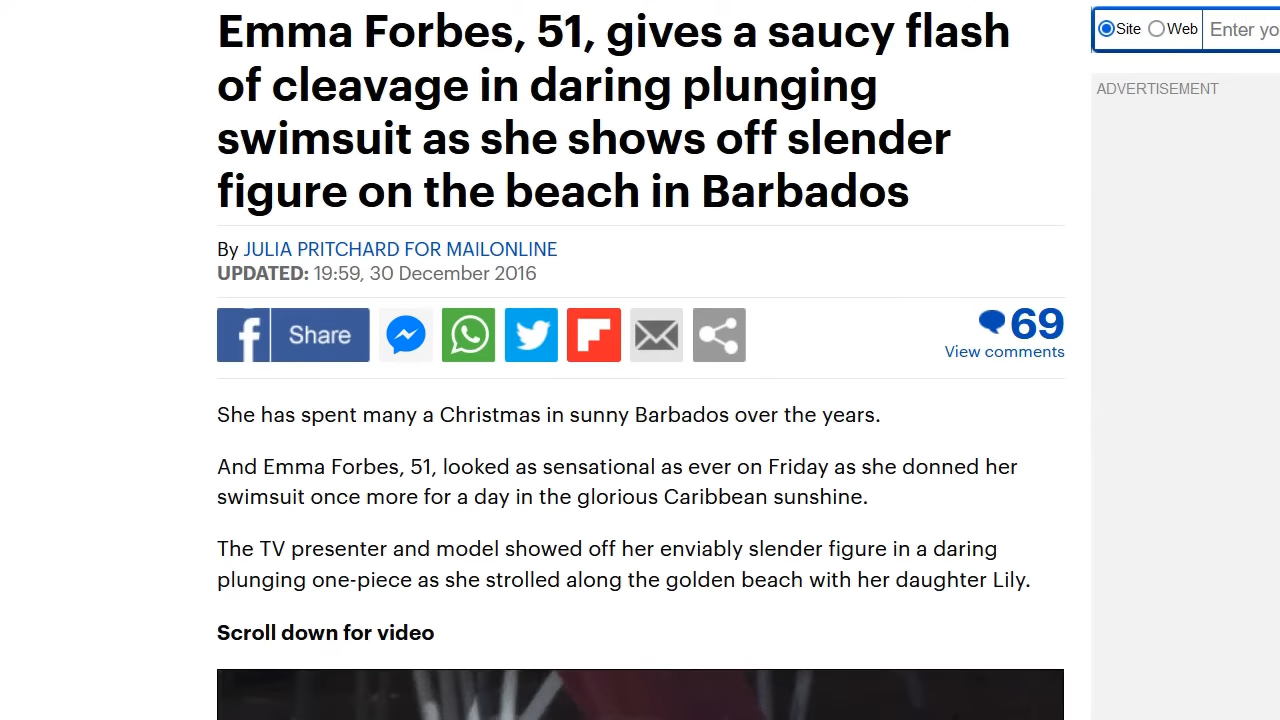 Emma Forbes, 51, gives a saucy flash
of cleavage in daring plunging
swimsuit as she shows off slender
figure on the beach in Barbados
By JULIA PRITCHARD FOR MAILONLINE
UPDATED: 19:59, 30 December 2016
Share
69
View comments
She has spent many a Christmas in sunny Barbados over the years.
And Emma Forbes, 51, looked as sensational as ever on Friday as she donned her
swimsuit once more for a day in the glorious Caribbean sunshine.
The TV presenter and model showed off her enviably slender figure in a daring
plunging one-piece as she strolled along the golden beach with her daughter Lily.
Scroll down for video
Site Web Enter yo
ADVERTISEMENT